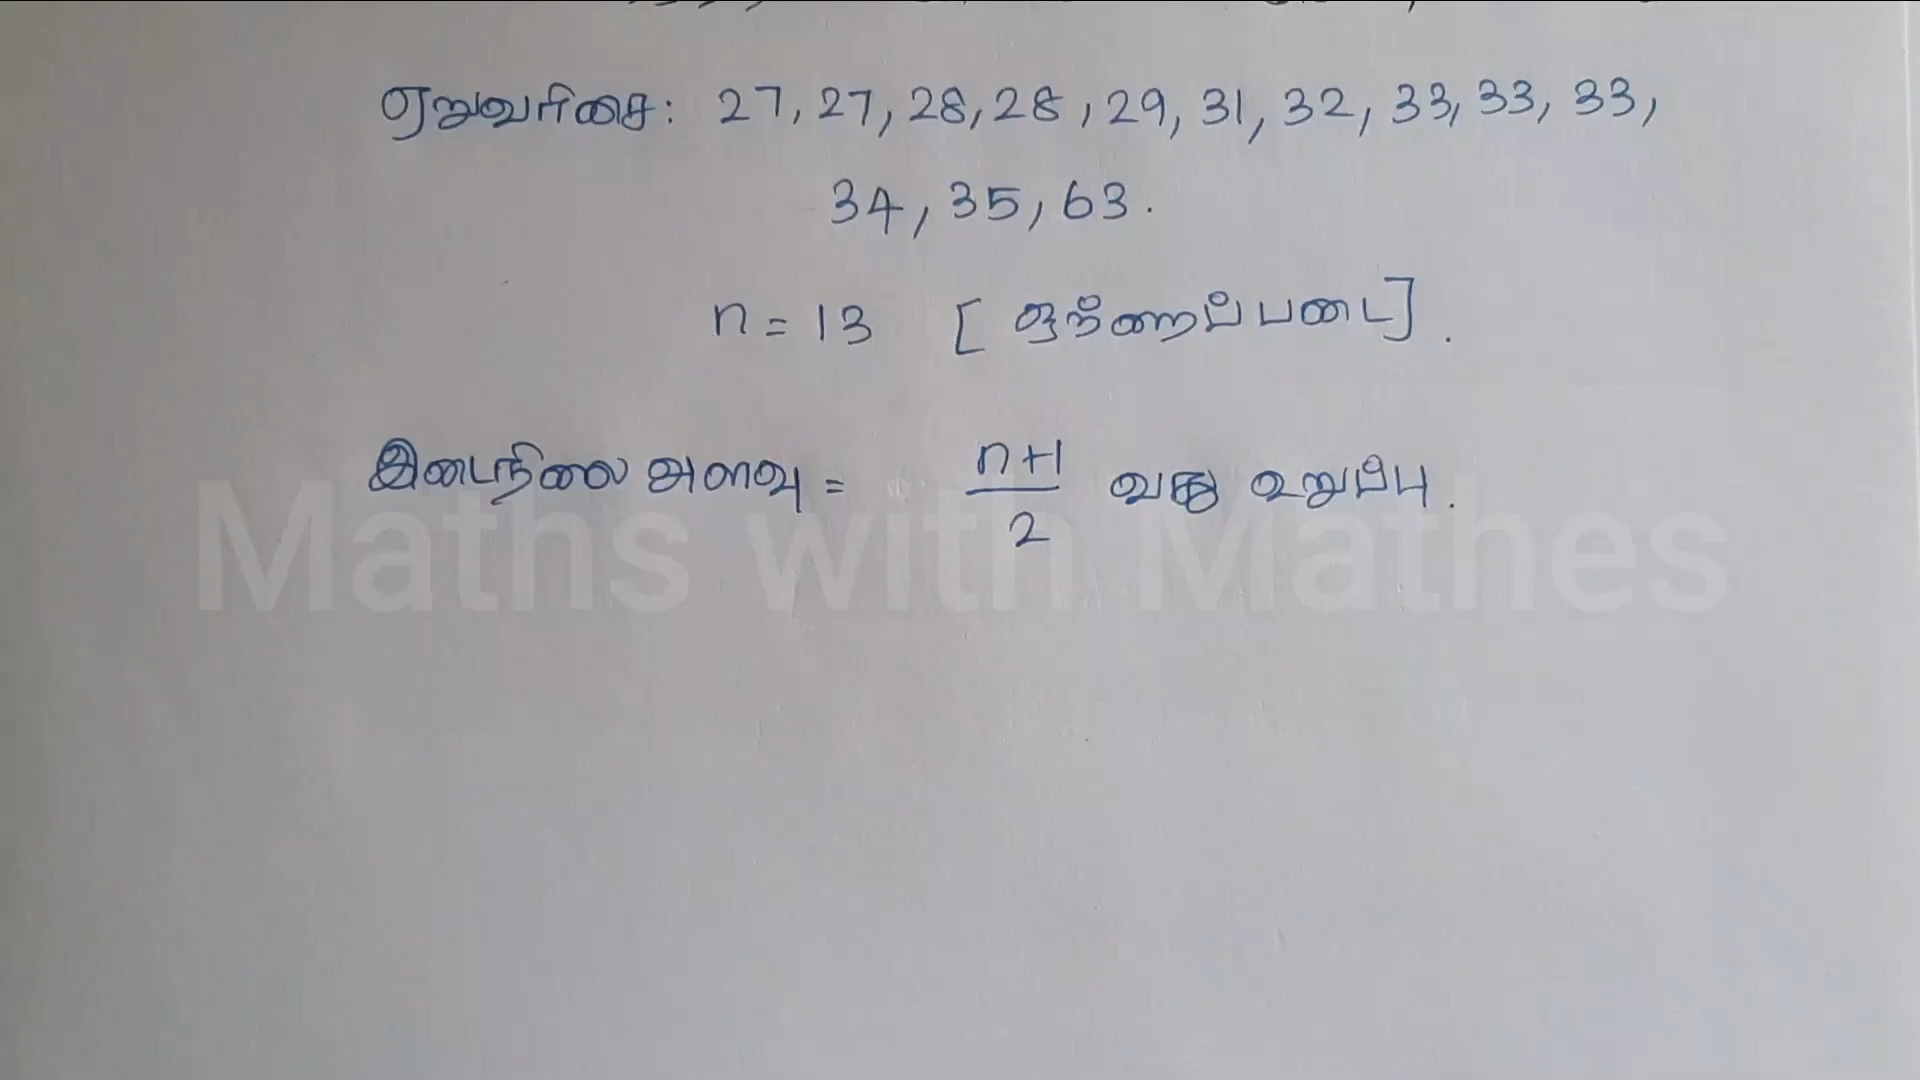 ஏறுவரிசை: 27, 27, 28, 28, 29, 31, 32, 33, 33, 33,
34, 35, 63.
n = 13 [ஒற்றைப்படை].
இடைநிலை அளவு = n+1/2 வது உறுப்பு.
Maths with Mathes